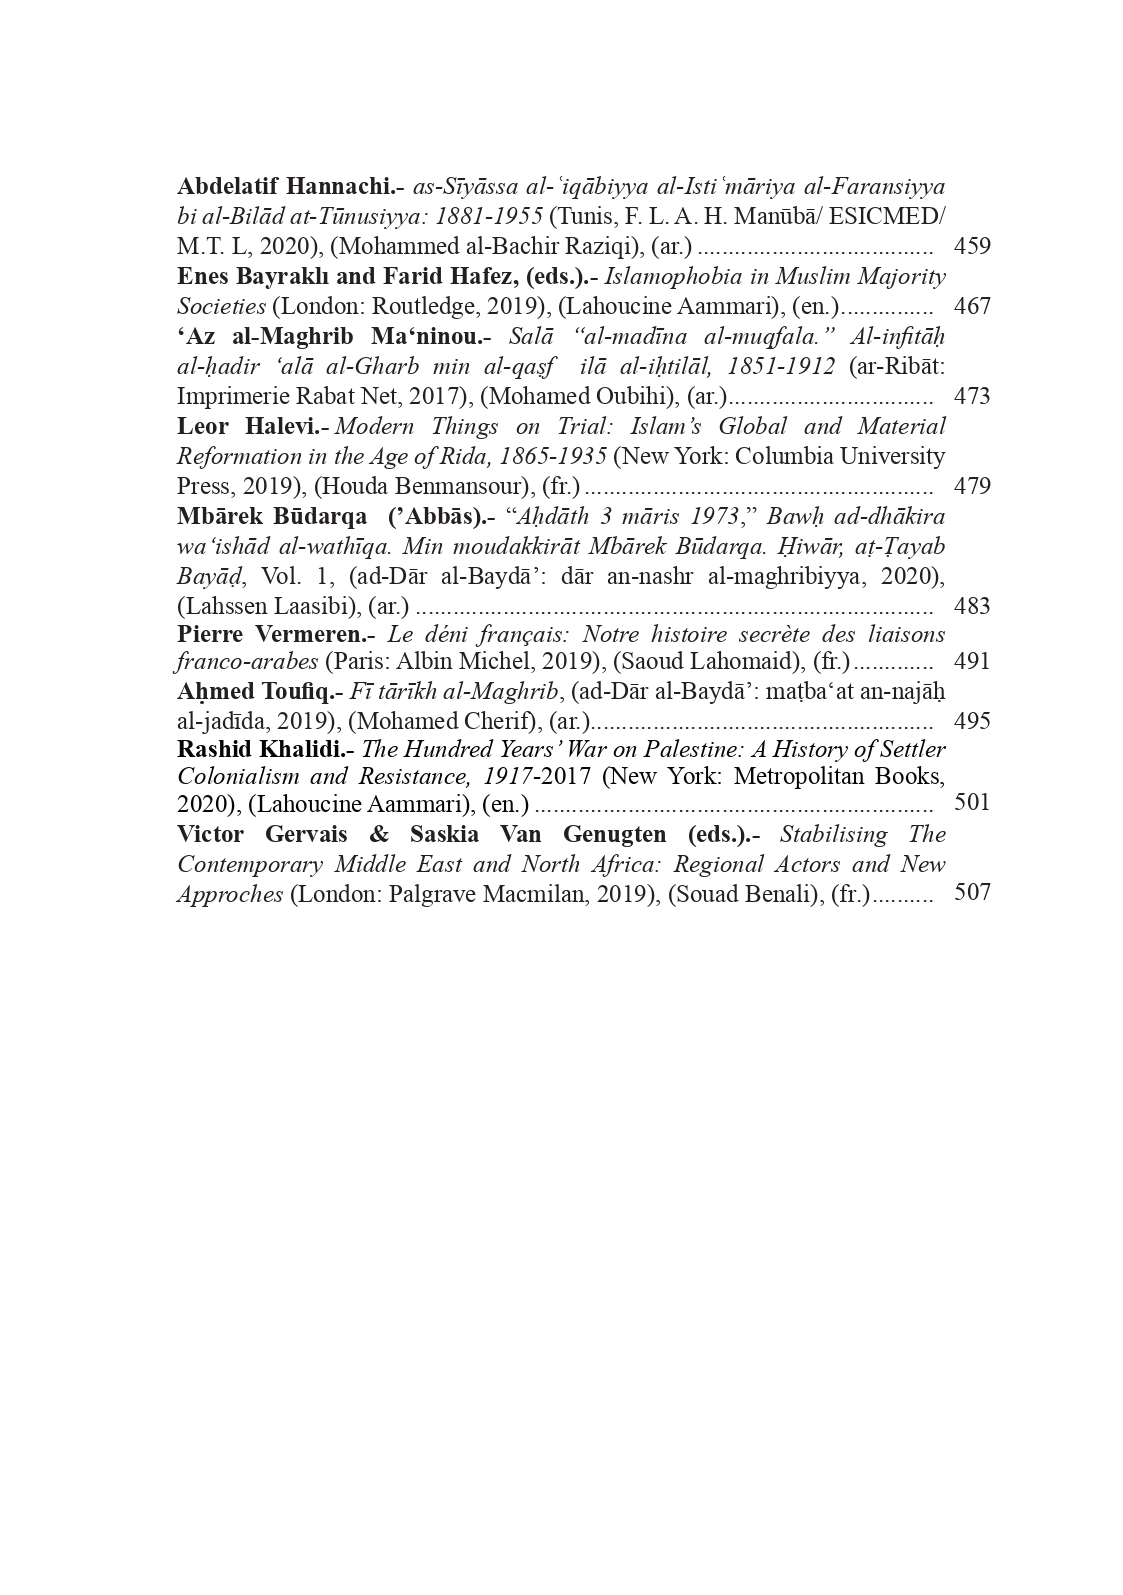 Abdelatif Hannachi.- as-Sīyāssa al-ʿiqābiyya al-Istiʿmāriya al-Faransiyya
bi al-Bilād at-Tūnusiyya: 1881-1955 (Tunis, F. L. A. H. Manūbā/ ESICMED/
M.T. L, 2020), (Mohammed al-Bachir Raziqi), (ar.) ...................................... 459
Enes Bayraklı and Farid Hafez, (eds.).- Islamophobia in Muslim Majority
Societies (London: Routledge, 2019), (Lahoucine Aammari), (en.)............... 467
‘Az al-Maghrib Ma‘ninou.- Salā “al-madīna al-muqfala.” Al-infitāḥ
al-ḥadir ‘alā al-Gharb min al-qaṣf ilā al-iḥtilāl, 1851-1912 (ar-Ribāt:
Imprimerie Rabat Net, 2017), (Mohamed Oubihi), (ar.)................................. 473
Leor Halevi.- Modern Things on Trial: Islam’s Global and Material
Reformation in the Age of Rida, 1865-1935 (New York: Columbia University
Press, 2019), (Houda Benmansour), (fr.) ........................................................ 479
Mbārek Būdarqa (’Abbās).- “Aḥdāth 3 māris 1973,” Bawḥ ad-dhākira
wa‘ishād al-wathīqa. Min moudakkirāt Mbārek Būdarqa. Ḥiwār, aṭ-Ṭayab
Bayāḍ, Vol. 1, (ad-Dār al-Baydā’: dār an-nashr al-maghribiyya, 2020),
(Lahssen Laasibi), (ar.) ................................................................................... 483
Pierre Vermeren.- Le déni français: Notre histoire secrète des liaisons
franco-arabes (Paris: Albin Michel, 2019), (Saoud Lahomaid), (fr.)............. 491
Aḥmed Toufiq.- Fī tārīkh al-Maghrib, (ad-Dār al-Baydā’: maṭba‘at an-najāḥ
al-jadīda, 2019), (Mohamed Cherif), (ar.)....................................................... 495
Rashid Khalidi.- The Hundred Years’ War on Palestine: A History of Settler
Colonialism and Resistance, 1917-2017 (New York: Metropolitan Books,
2020), (Lahoucine Aammari), (en.) ................................................................ 501
Victor Gervais & Saskia Van Genugten (eds.).- Stabilising The
Contemporary Middle East and North Africa: Regional Actors and New
Approches (London: Palgrave Macmilan, 2019), (Souad Benali), (fr.).......... 507